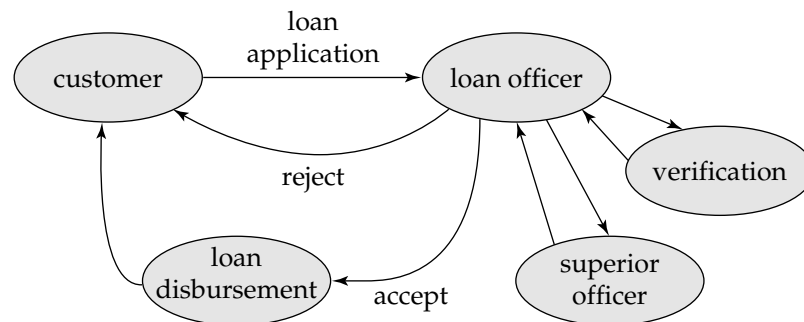 loan
application
customer
loan officer
reject
verification
loan
disbursement
accept
superior
officer